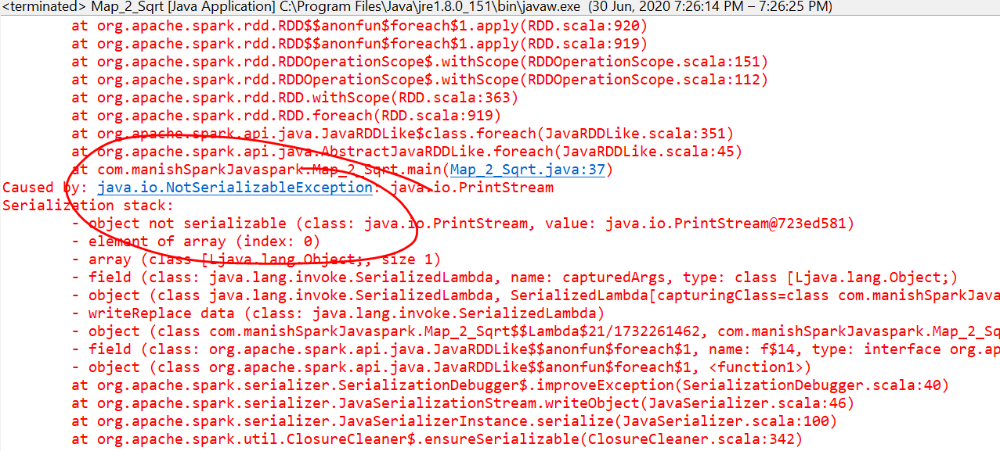 <terminated> Map_2_Sqrt [Java Application] C:\Program Files\Java\jre1.8.0_151\bin\javaw.exe (30 Jun, 2020 7:26:14 PM – 7:26:25 PM)
at org.apache.spark.rdd.RDD$$anonfun$foreach$1.apply(RDD.scala:920)
at org.apache.spark.rdd.RDD$$anonfun$foreach$1.apply(RDD.scala:919)
at org.apache.spark.rdd.RDDOperationScope$.withScope(RDDOperationScope.scala:151)
at org.apache.spark.rdd.RDDOperationScope$.withScope(RDDOperationScope.scala:112)
at org.apache.spark.rdd.RDD.withScope(RDD.scala:363)
at org.apache.spark.rdd.RDD.foreach(RDD.scala:919)
at org.apache.spark.api.java.JavaRDDLike$class.foreach(JavaRDDLike.scala:351)
at org.apache.spark.api.java.AbstractJavaRDDLike.foreach(JavaRDDLike.scala:45)
at com.manishSparkJavaspark.Map_2_Sqrt.main(Map_2_Sqrt.java:37)
Caused by: java.io.NotSerializableException: java.io.PrintStream
Serialization stack:
- object not serializable (class: java.io.PrintStream, value: java.io.PrintStream@723ed581)
- element of array (index: 0)
- array (class [Ljava.lang.Object;, size 1)
- field (class: java.lang.invoke.SerializedLambda, name: capturedArgs, type: class [Ljava.lang.Object;)
- object (class java.lang.invoke.SerializedLambda, SerializedLambda[capturingClass=class com.manishSparkJava
- writeReplace data (class: java.lang.invoke.SerializedLambda)
- object (class com.manishSparkJavaspark.Map_2_Sqrt$$Lambda$21/1732261462, com.manishSparkJavaspark.Map_2_Sq
- field (class: org.apache.spark.api.java.JavaRDDLike$$anonfun$foreach$1, name: f$14, type: interface org.ap
- object (class org.apache.spark.api.java.JavaRDDLike$$anonfun$foreach$1, <function1>)
at org.apache.spark.serializer.SerializationDebugger$.improveException(SerializationDebugger.scala:40)
at org.apache.spark.serializer.JavaSerializationStream.writeObject(JavaSerializer.scala:46)
at org.apache.spark.serializer.JavaSerializerInstance.serialize(JavaSerializer.scala:100)
at org.apache.spark.util.ClosureCleaner$.ensureSerializable(ClosureCleaner.scala:342)